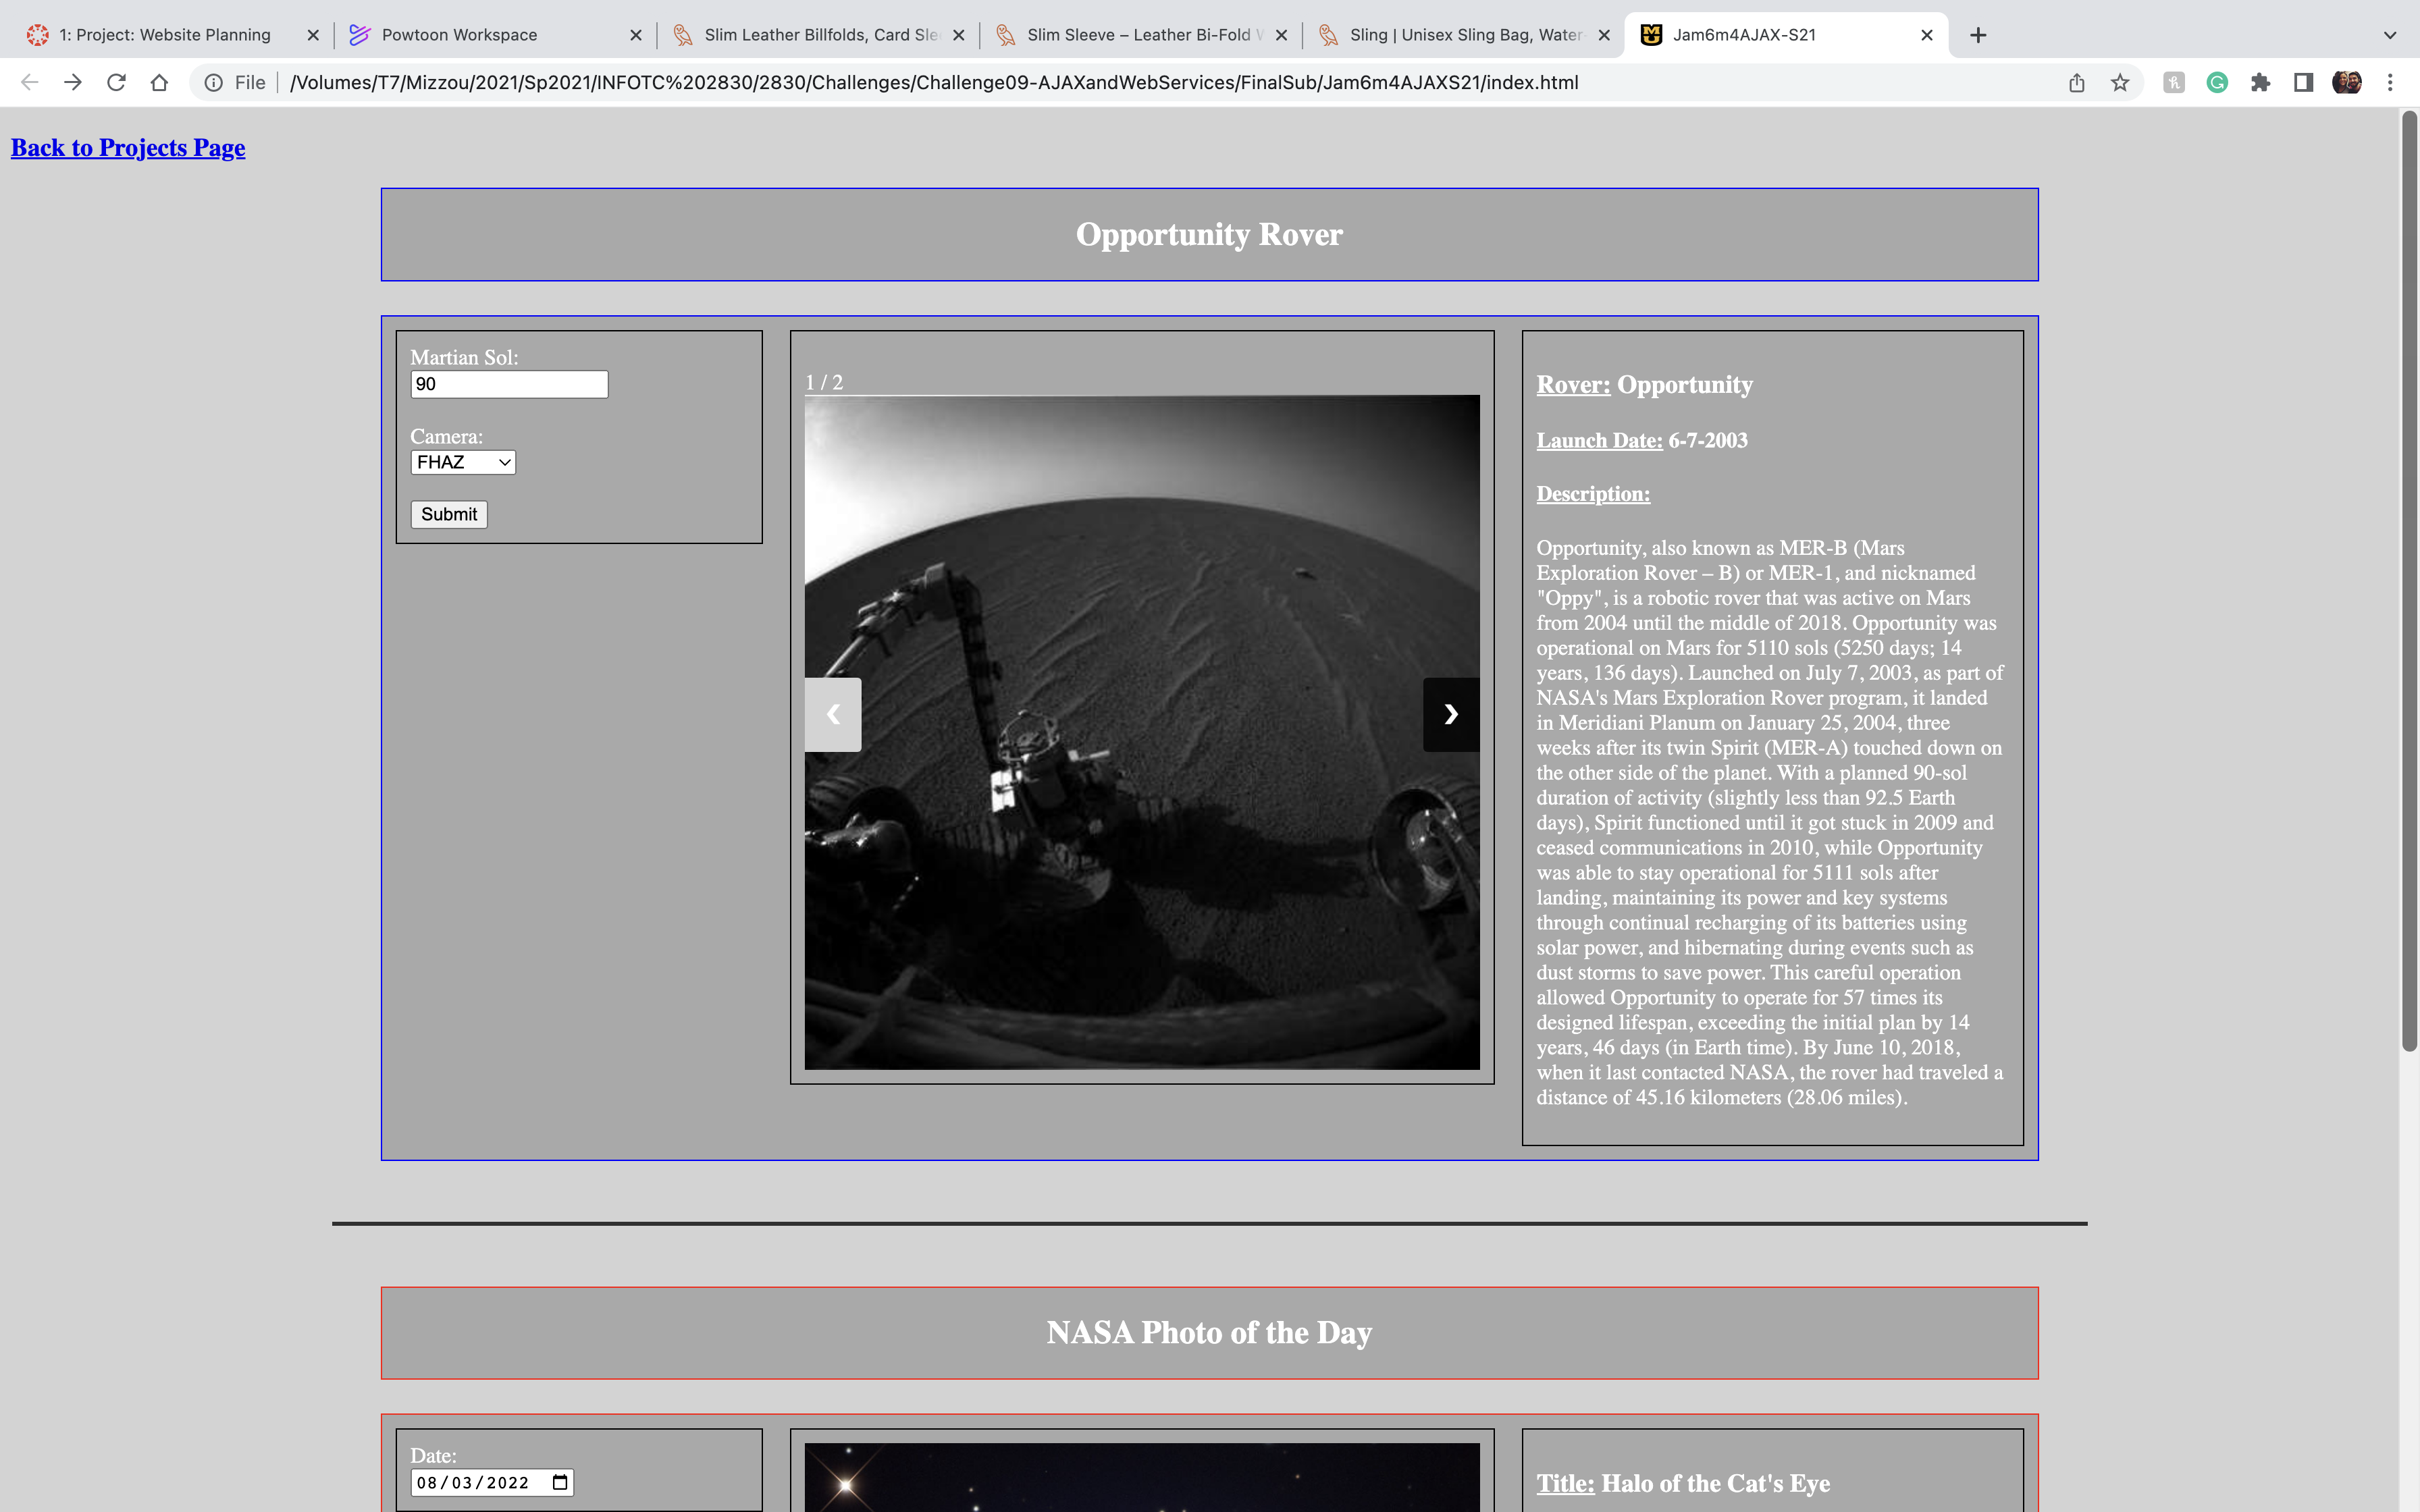 1: Project: Website Planning
Powtoon Workspace
Slim Leather Billfolds, Card Sle
Slim Sleeve – Leather Bi-Fold
Sling | Unisex Sling Bag, Water-
Jam6m4AJAX-S21
File
/Volumes/T7/Mizzou/2021/Sp2021/INFOTC%202830/2830/Challenges/Challenge09-AJAXandWebServices/FinalSub/Jam6m4AJAXS21/index.html
Back to Projects Page
Opportunity Rover
Martian Sol:
90
Camera:
FHAZ
Submit
1 / 2
❮
❯
Rover: Opportunity
Launch Date: 6-7-2003
Description:
Opportunity, also known as MER-B (Mars
Exploration Rover – B) or MER-1, and nicknamed
"Oppy", is a robotic rover that was active on Mars
from 2004 until the middle of 2018. Opportunity was
operational on Mars for 5110 sols (5250 days; 14
years, 136 days). Launched on July 7, 2003, as part of
NASA's Mars Exploration Rover program, it landed
in Meridiani Planum on January 25, 2004, three
weeks after its twin Spirit (MER-A) touched down on
the other side of the planet. With a planned 90-sol
duration of activity (slightly less than 92.5 Earth
days), Spirit functioned until it got stuck in 2009 and
ceased communications in 2010, while Opportunity
was able to stay operational for 5111 sols after
landing, maintaining its power and key systems
through continual recharging of its batteries using
solar power, and hibernating during events such as
dust storms to save power. This careful operation
allowed Opportunity to operate for 57 times its
designed lifespan, exceeding the initial plan by 14
years, 46 days (in Earth time). By June 10, 2018,
when it last contacted NASA, the rover had traveled a
distance of 45.16 kilometers (28.06 miles).
NASA Photo of the Day
Date:
08/03/2022
Title: Halo of the Cat's Eye